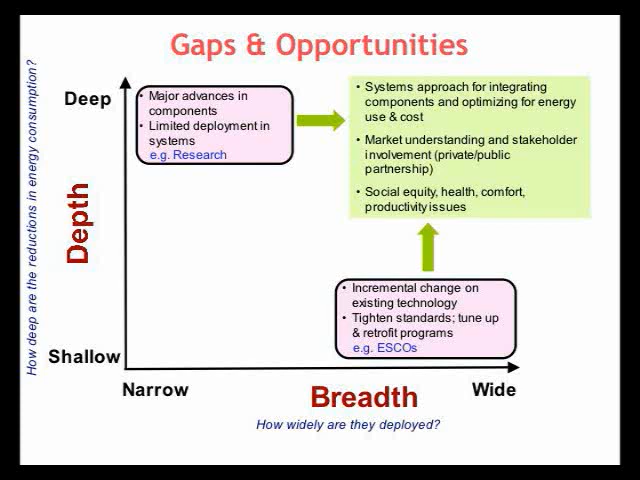 Gaps & Opportunities
How deep are the reductions in energy consumption?
Depth
Deep
Shallow
• Major advances in
components
• Limited deployment in
systems
e.g. Research
• Systems approach for integrating
components and optimizing for energy
use & cost
• Market understanding and stakeholder
involvement (private/public
partnership)
• Social equity, health, comfort,
productivity issues
• Incremental change on
existing technology
• Tighten standards; tune up
& retrofit programs
e.g. ESCOs
Narrow
Breadth
Wide
How widely are they deployed?